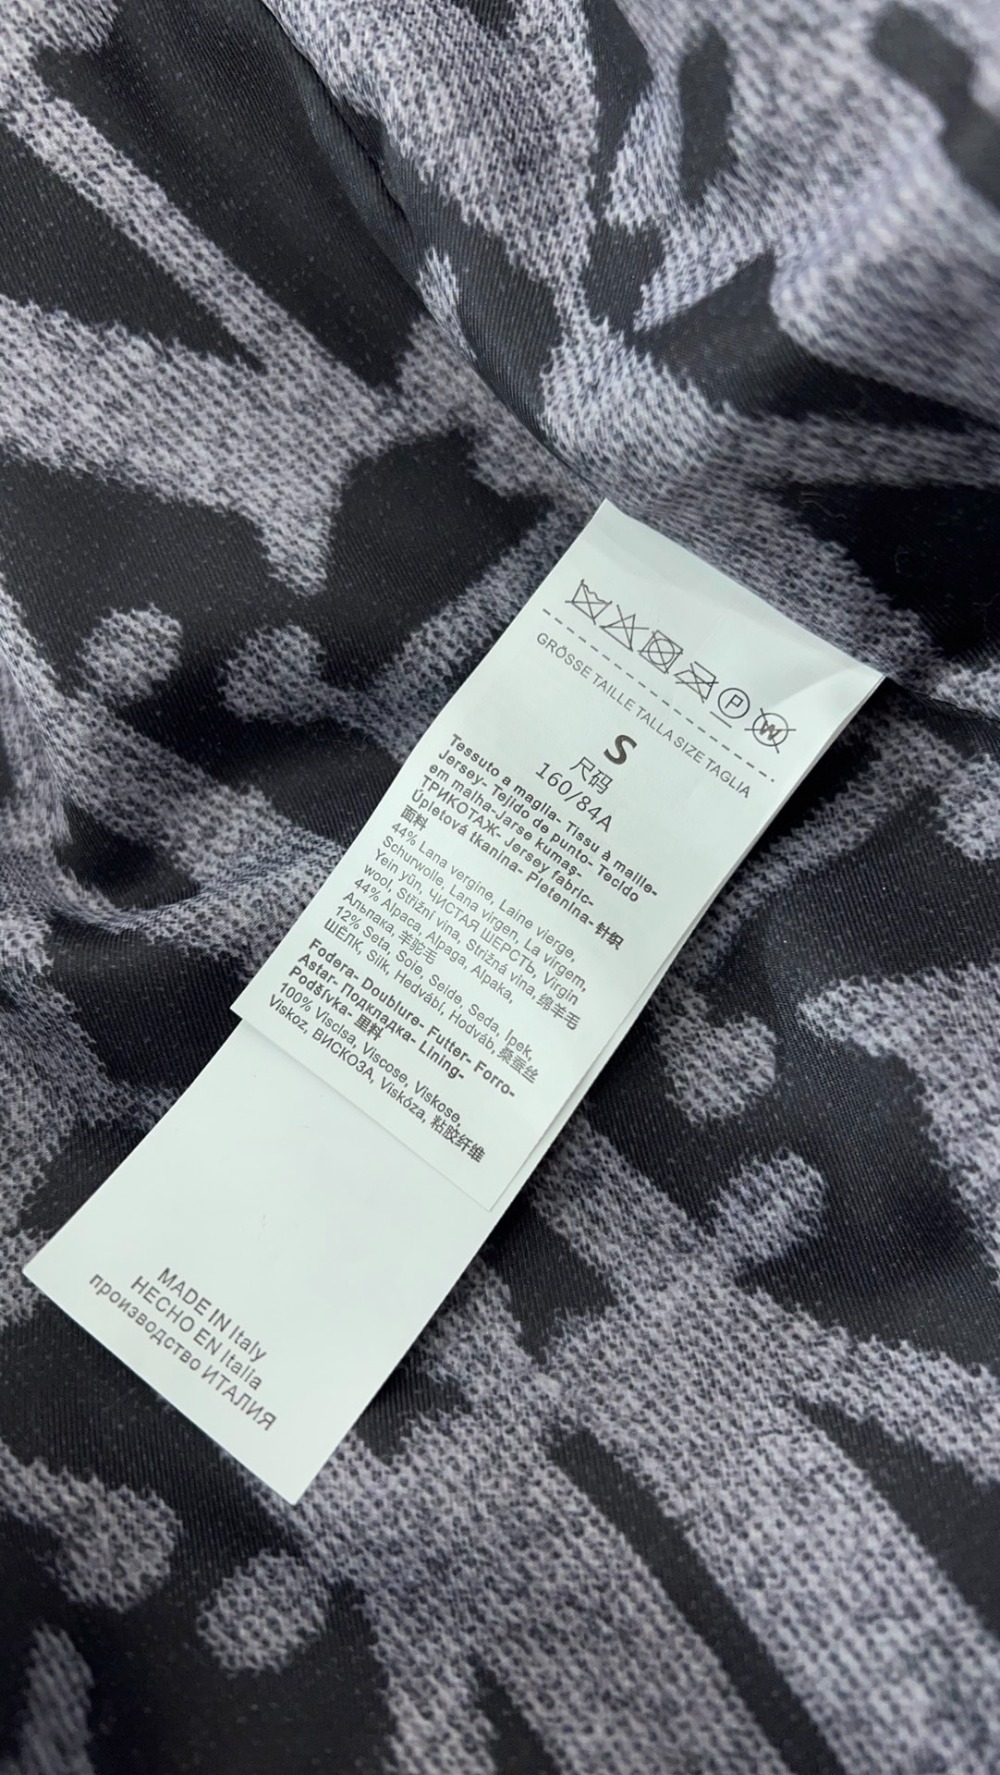 P W
GRÖSSE TAILLE TALLA SIZE TAGLIA
S
尺码
160/84A
Tessuto a maglia- Tissu à maille-
Jersey- Tejido de punto- Tecido
em malha-Jarse kumaş-
ТРИКОТАЖ- Jersey fabric-
Úpletová tkanina- Pletenina- 针织
面料
44% Lana vergine, Laine vierge,
Schurwolle, Lana virgen, La virgem,
Yein yün, ЧИСТАЯ ШЕРСТЬ, Virgin
wool, Střižní vina, Strižná vina, 绵羊毛
44% Alpaca, Alpaga, Alpaka,
Альпака, 羊驼毛
12% Seta, Soie, Seide, Seda, İpek,
ШЁЛК, Silk, Hedvábí, Hodváb, 桑蚕丝
Fodera- Doublure- Futter- Forro-
Astar- Подкладка- Lining-
Podšívka- 里料
100% Viscisa, Viscose, Viskose,
Viskoz, ВИСКОЗА, Viskóza, 粘胶纤维
MADE IN Italy
HECHO EN Italia
производство ИТАЛИЯ